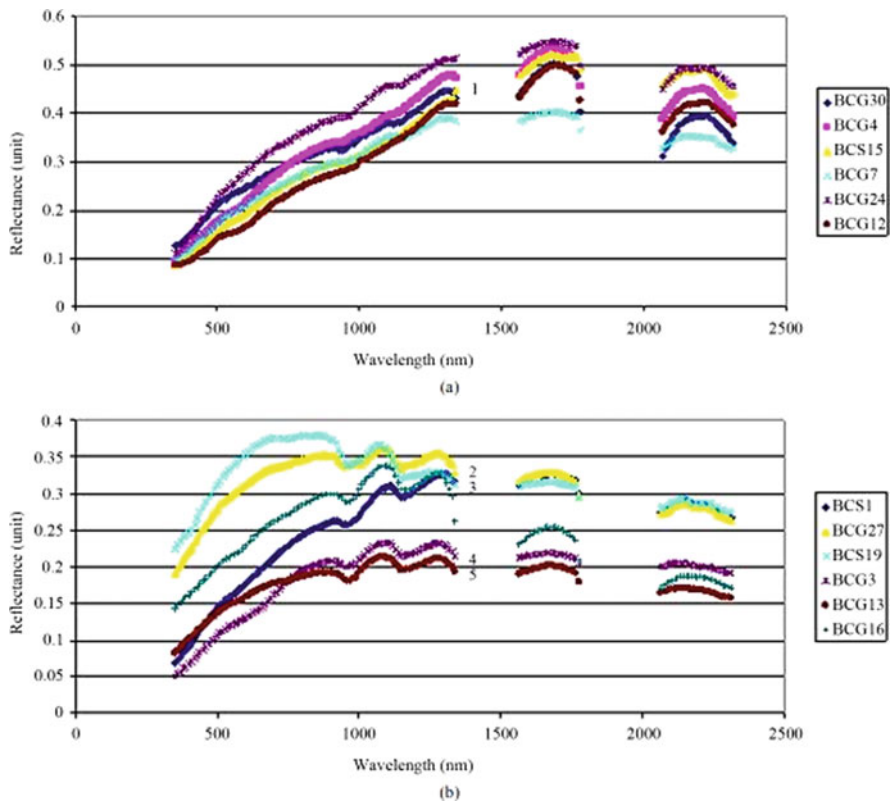 0.6
0.5
0.4
0.3
0.2
0.1
0
Reflectance (unit)
1
0 500 1000 1500 2000 2500
Wavelength (nm)
(a)
BCG30
BCG4
BCS15
BCG7
BCG24
BCG12
0.4
0.35
0.3
0.25
0.2
0.15
0.1
0.05
0
Reflectance (unit)
2
3
4
5
0 500 1000 1500 2000 2500
Wavelength (nm)
(b)
BCS1
BCG27
BCS19
BCG3
BCG13
BCG16